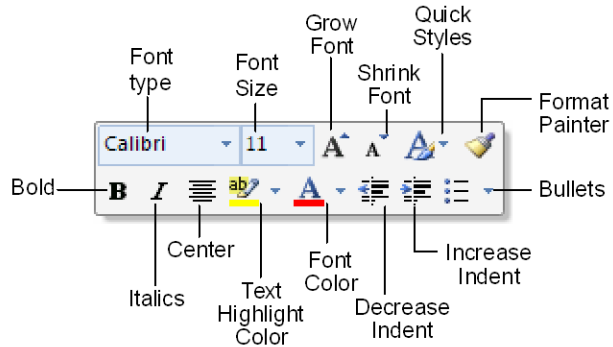 Grow
Font
Quick
Styles
Font
type
Font
Size
Shrink
Font
Format
Painter
Calibri
11
A
A
A
Bold
B
I
ab
A
Bullets
Center
Italics
Text
Highlight
Color
Font
Color
Decrease
Indent
Increase
Indent